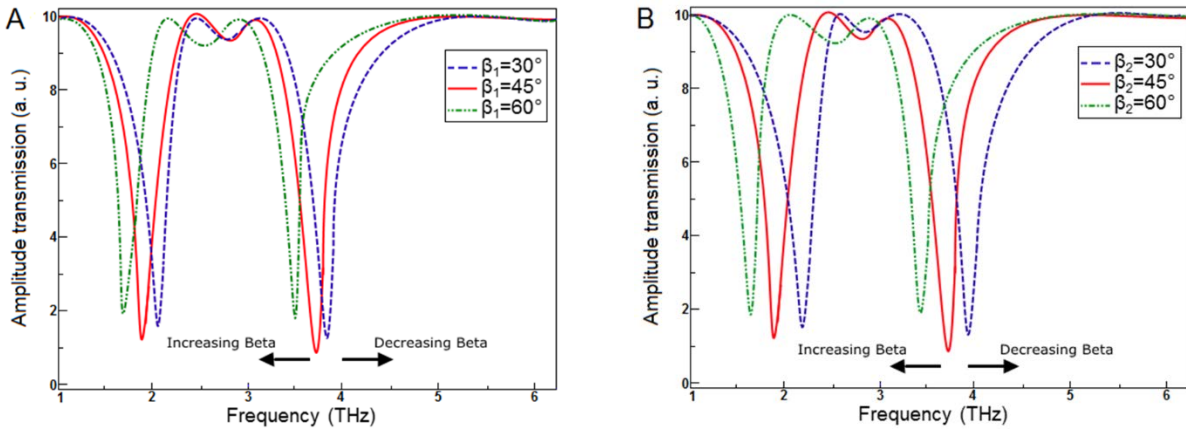 A
Amplitude transmission (a. u.)
10
8
6
4
2
0
β1=30°
β1=45°
β1=60°
Increasing Beta
Decreasing Beta
1
2
3
4
5
6
Frequency (THz)
B
Amplitude transmission (a. u.)
10
8
6
4
2
0
β2=30°
β2=45°
β2=60°
Increasing Beta
Decreasing Beta
1
2
3
4
5
6
Frequency (THz)